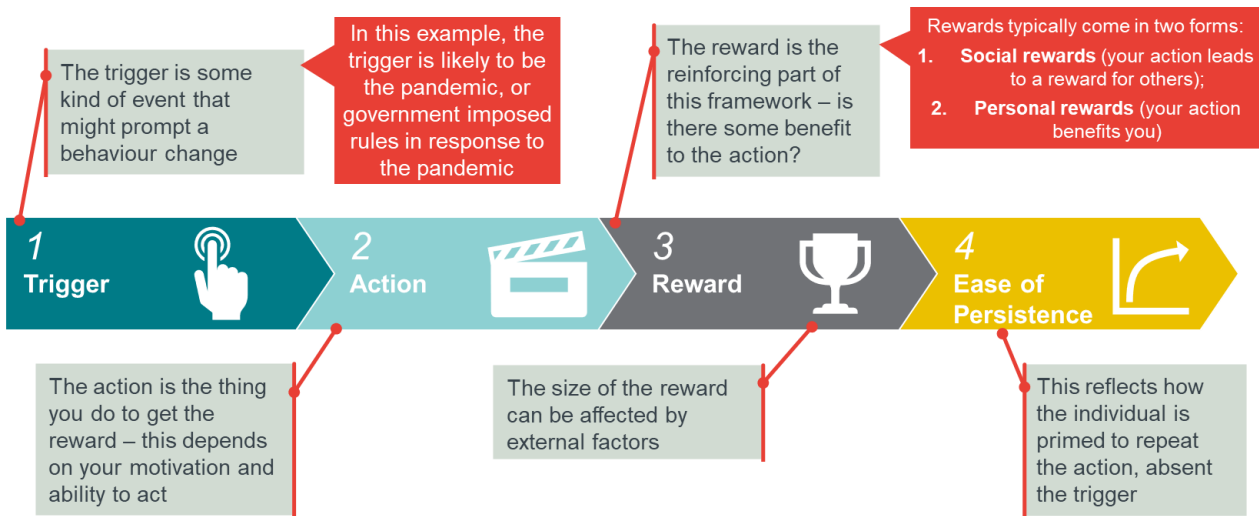 The trigger is some
kind of event that
might prompt a
behaviour change
In this example, the
trigger is likely to be
the pandemic, or
government imposed
rules in response to
the pandemic
The reward is the
reinforcing part of
this framework – is
there some benefit
to the action?
Rewards typically come in two forms:
1. Social rewards (your action leads
to a reward for others);
2. Personal rewards (your action
benefits you)
1
Trigger
2
Action
3
Reward
4
Ease of
Persistence
The action is the thing
you do to get the
reward – this depends
on your motivation and
ability to act
The size of the reward
can be affected by
external factors
This reflects how
the individual is
primed to repeat
the action, absent
the trigger